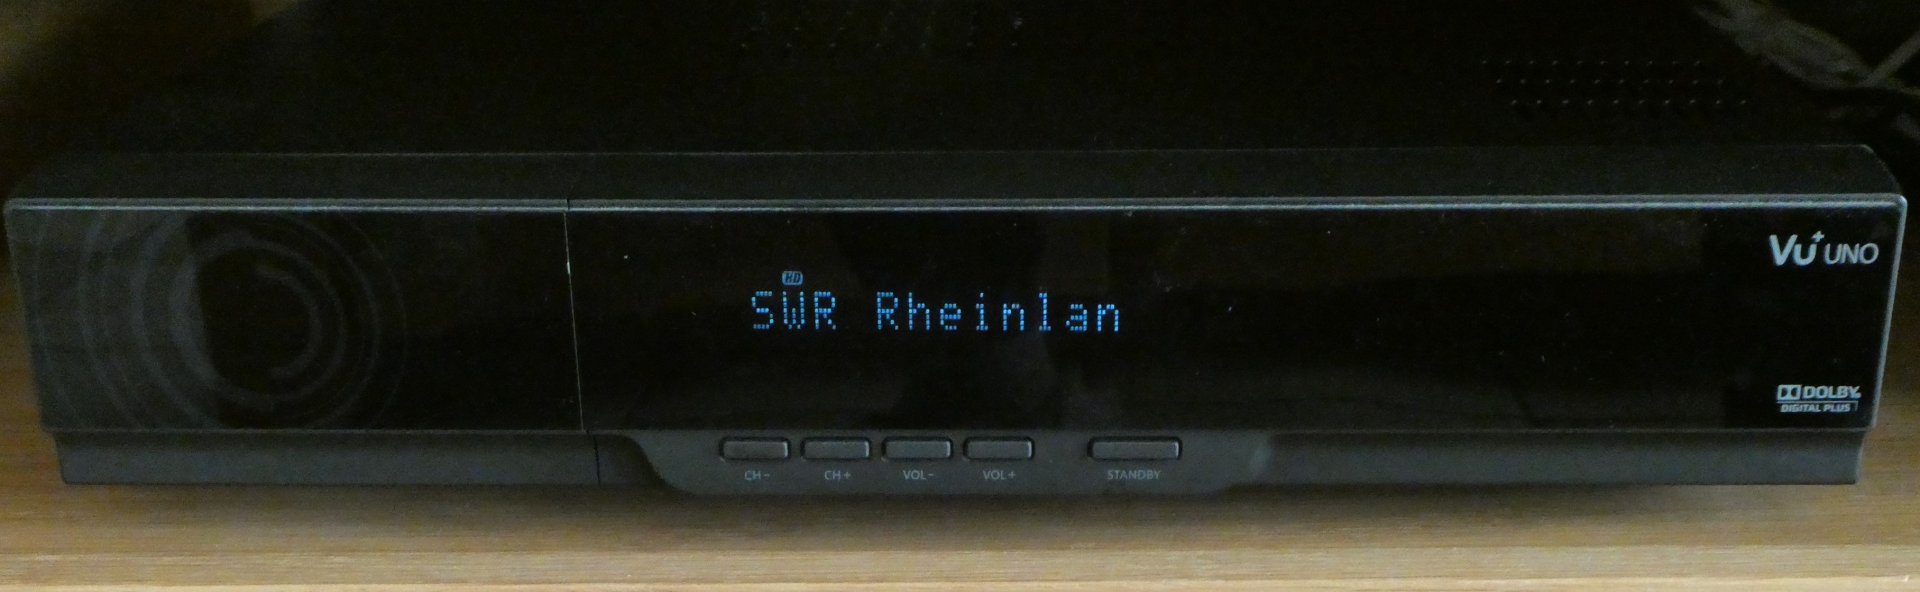 Vu+ UNO
HD
SWR Rheinlan
DOLBY
DIGITAL PLUS
CH- CH+ VOL- VOL+ STANDBY